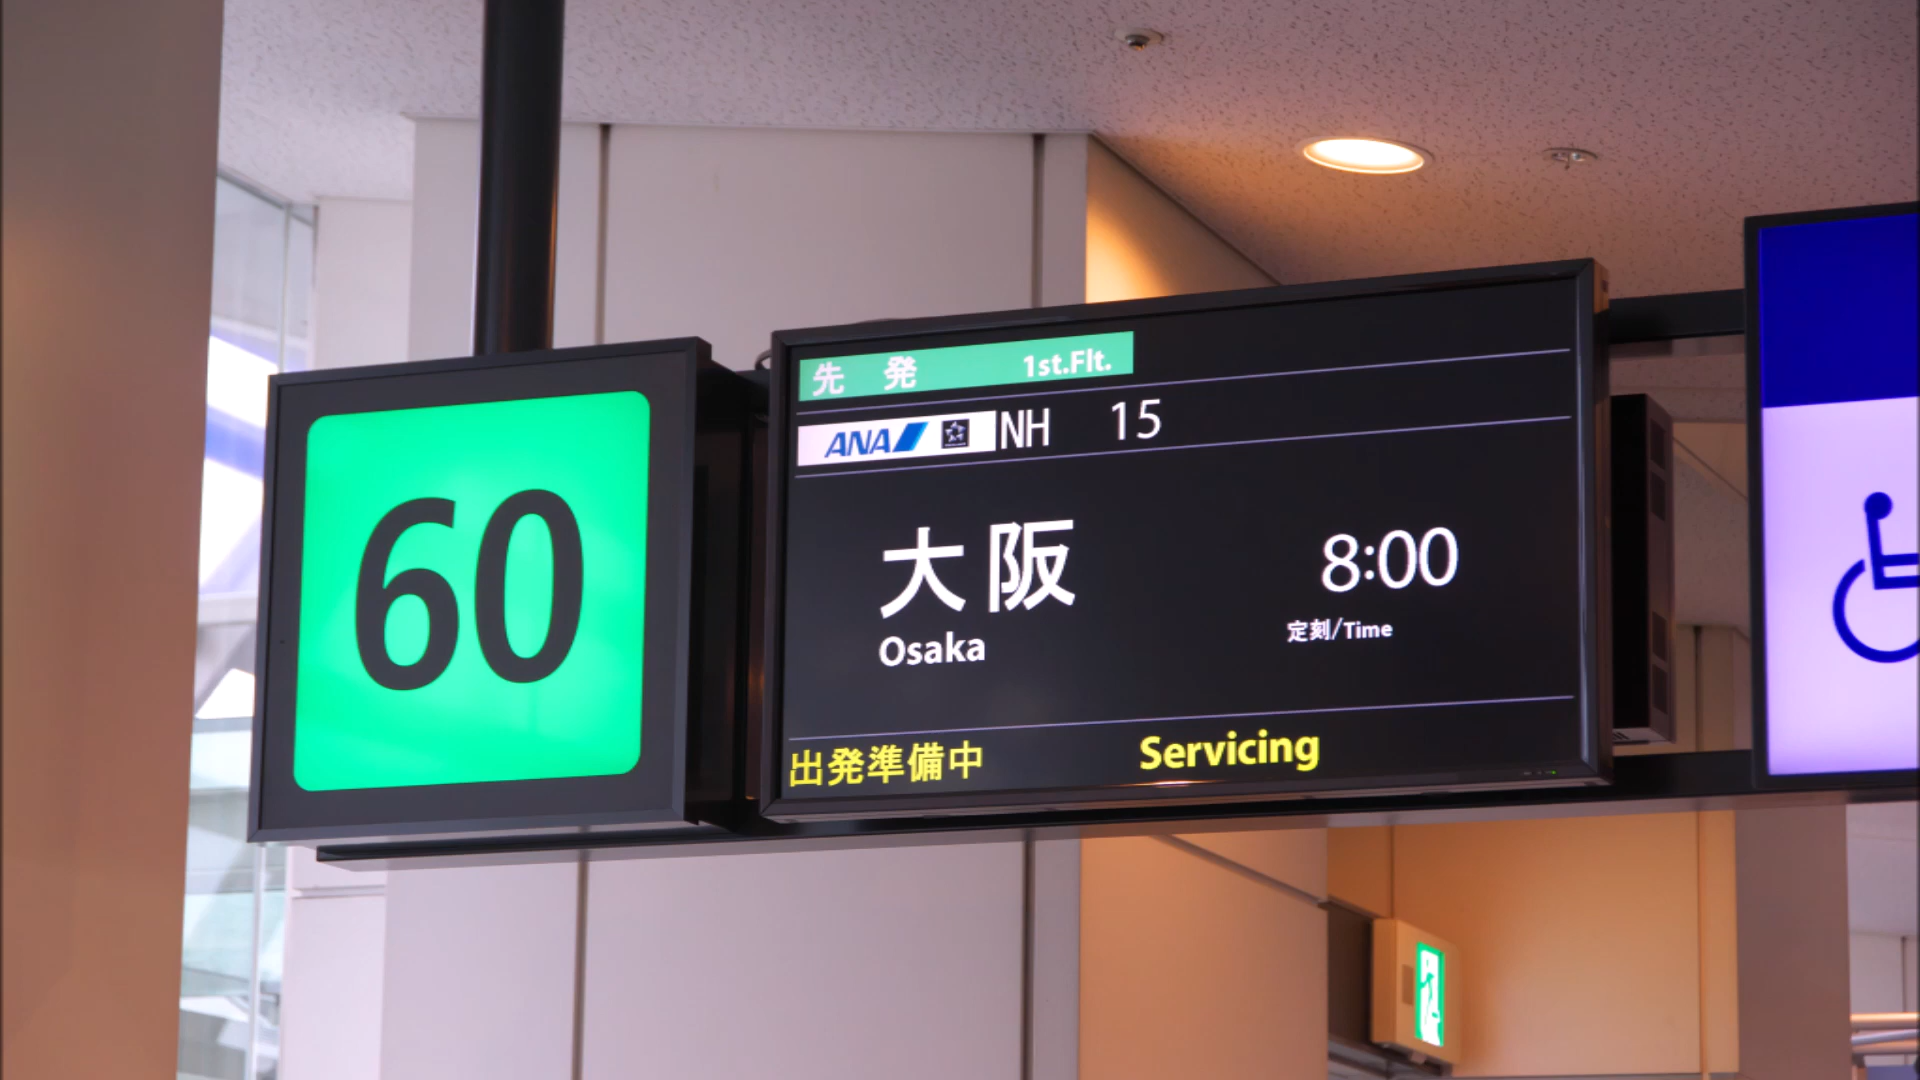 60
先 発 1st.Flt.
ANA NH 15
大阪 8:00
Osaka 定刻/Time
出発準備中 Servicing